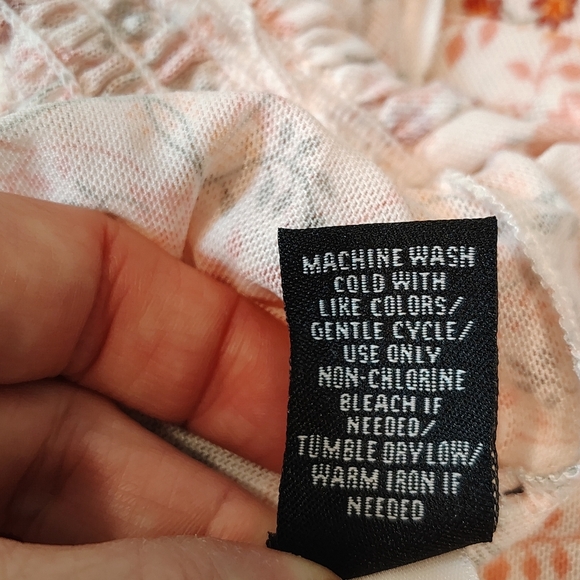 MACHINE WASH
COLD WITH
LIKE COLORS/
GENTLE CYCLE/
USE ONLY
NON-CHLORINE
BLEACH IF
NEEDED/
TUMBLE DRY LOW/
WARM IRON IF
NEEDED